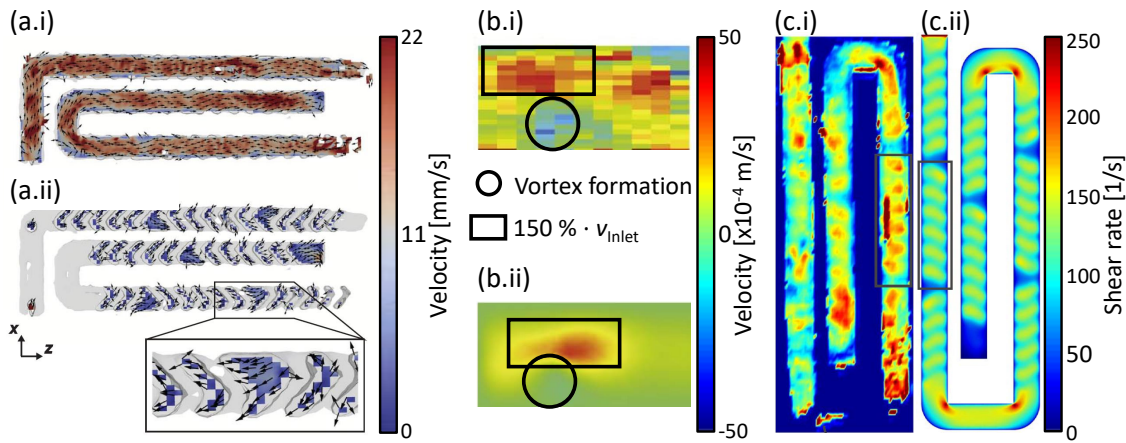 (a.i)
(a.ii)
x
z
22
11
0
Velocity [mm/s]
(b.i)
Vortex formation
150 % · vInlet
(b.ii)
50
0
-50
Velocity [x10-4 m/s]
(c.i)
(c.ii)
250
200
150
100
50
0
Shear rate [1/s]